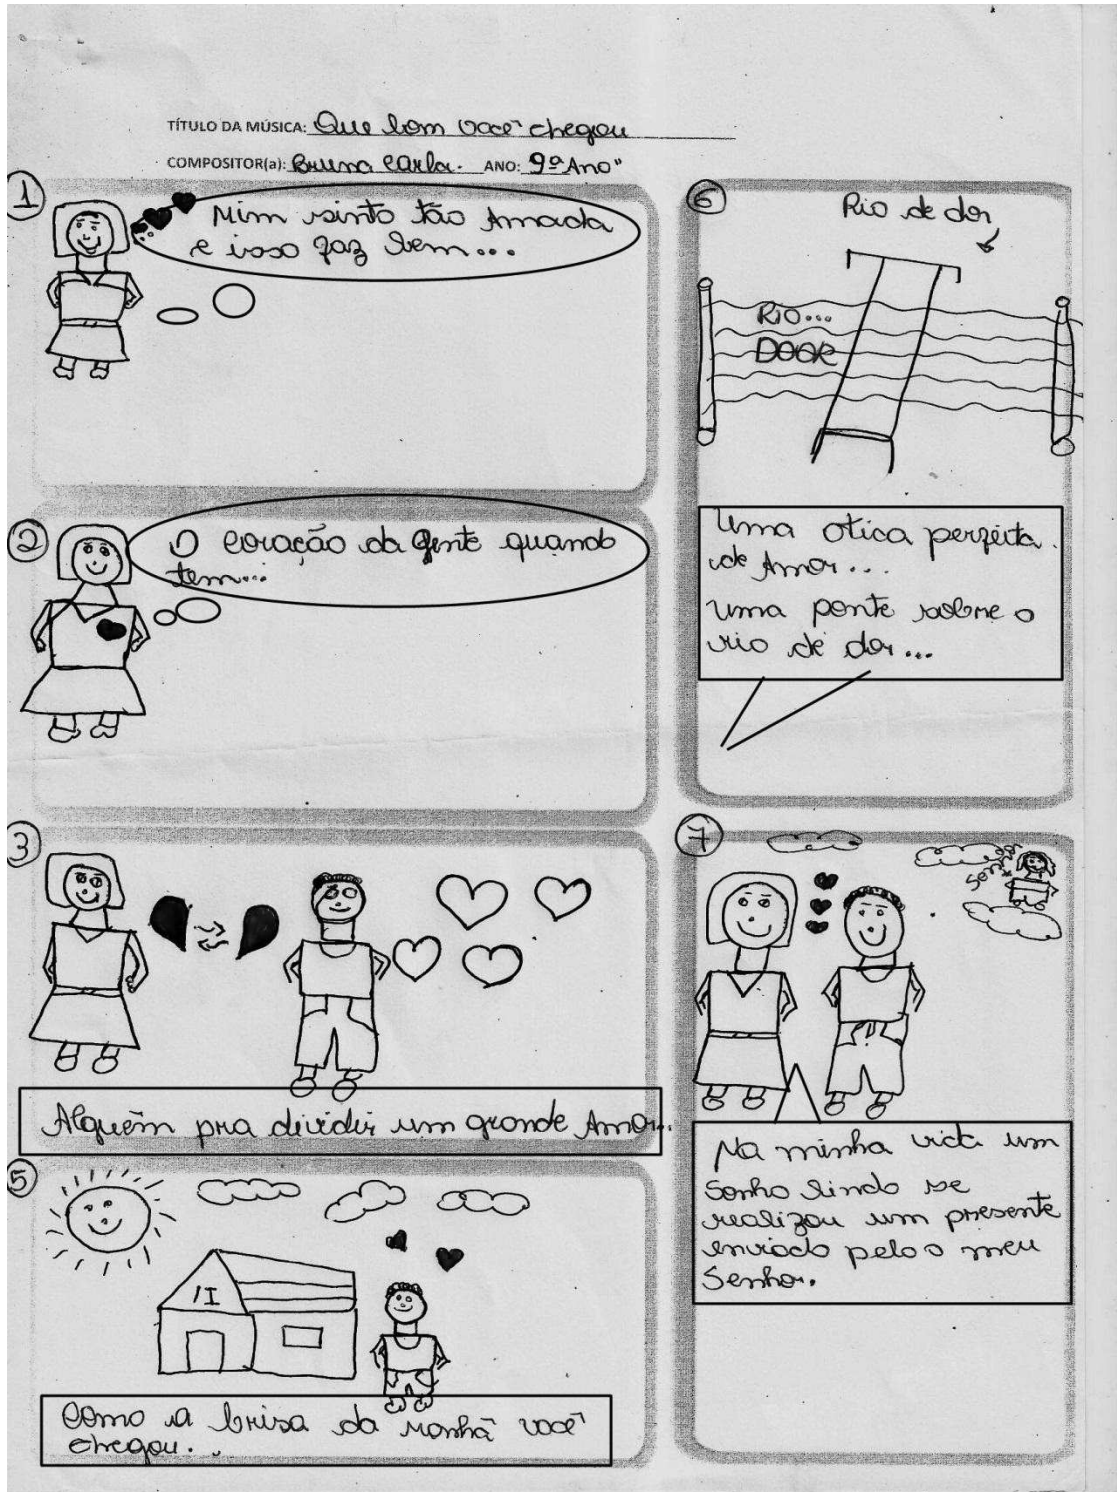 TÍTULO DA MÚSICA: Que bom você chegou
COMPOSITOR(a): Bruna Carla. ANO: 9º Ano"
1
Mim sinto tão Amada
e isso faz bem...
2
O coração da gente quando
tem...
3
Alguém pra dividir um grande Amor..
5
Como a brisa da manhã você
chegou..
6
Rio de dor
RIO...
DOOR
Uma otica perfeita.
de Amor...
uma ponte sobre o
rio de dor...
7
Senhor
Na minha vida um
Sonho lindo se
realizou um presente
enviado pelo o meu
Senhor.